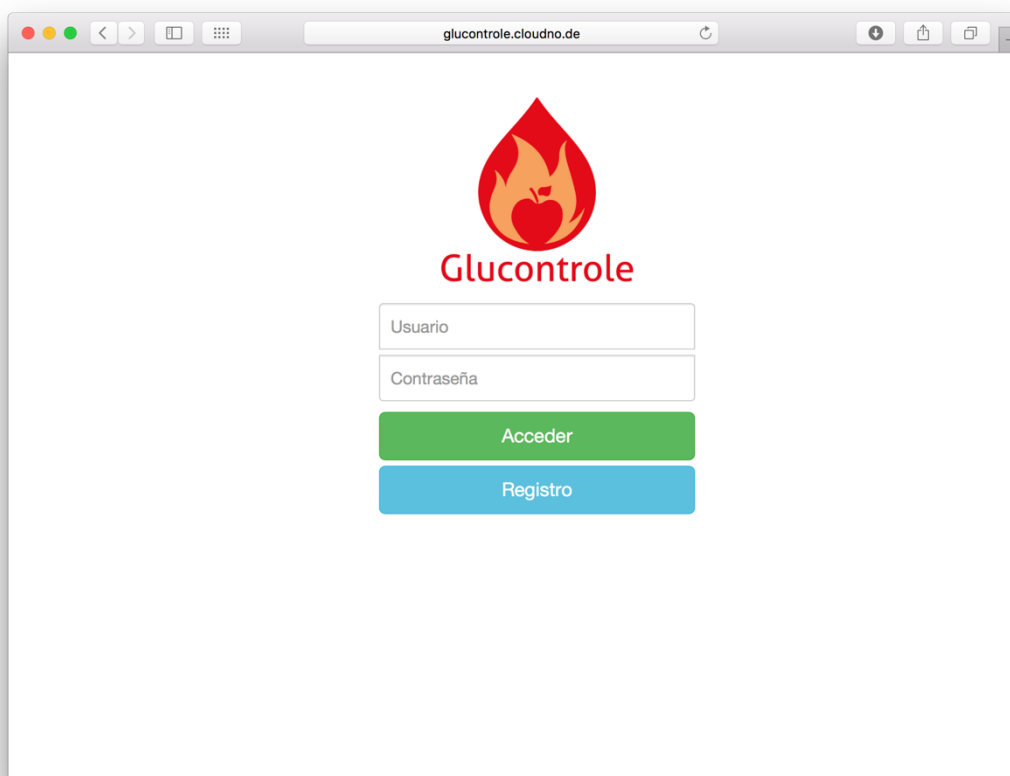 glucontrole.cloudno.de
Glucontrole
Usuario
Contraseña
Acceder
Registro